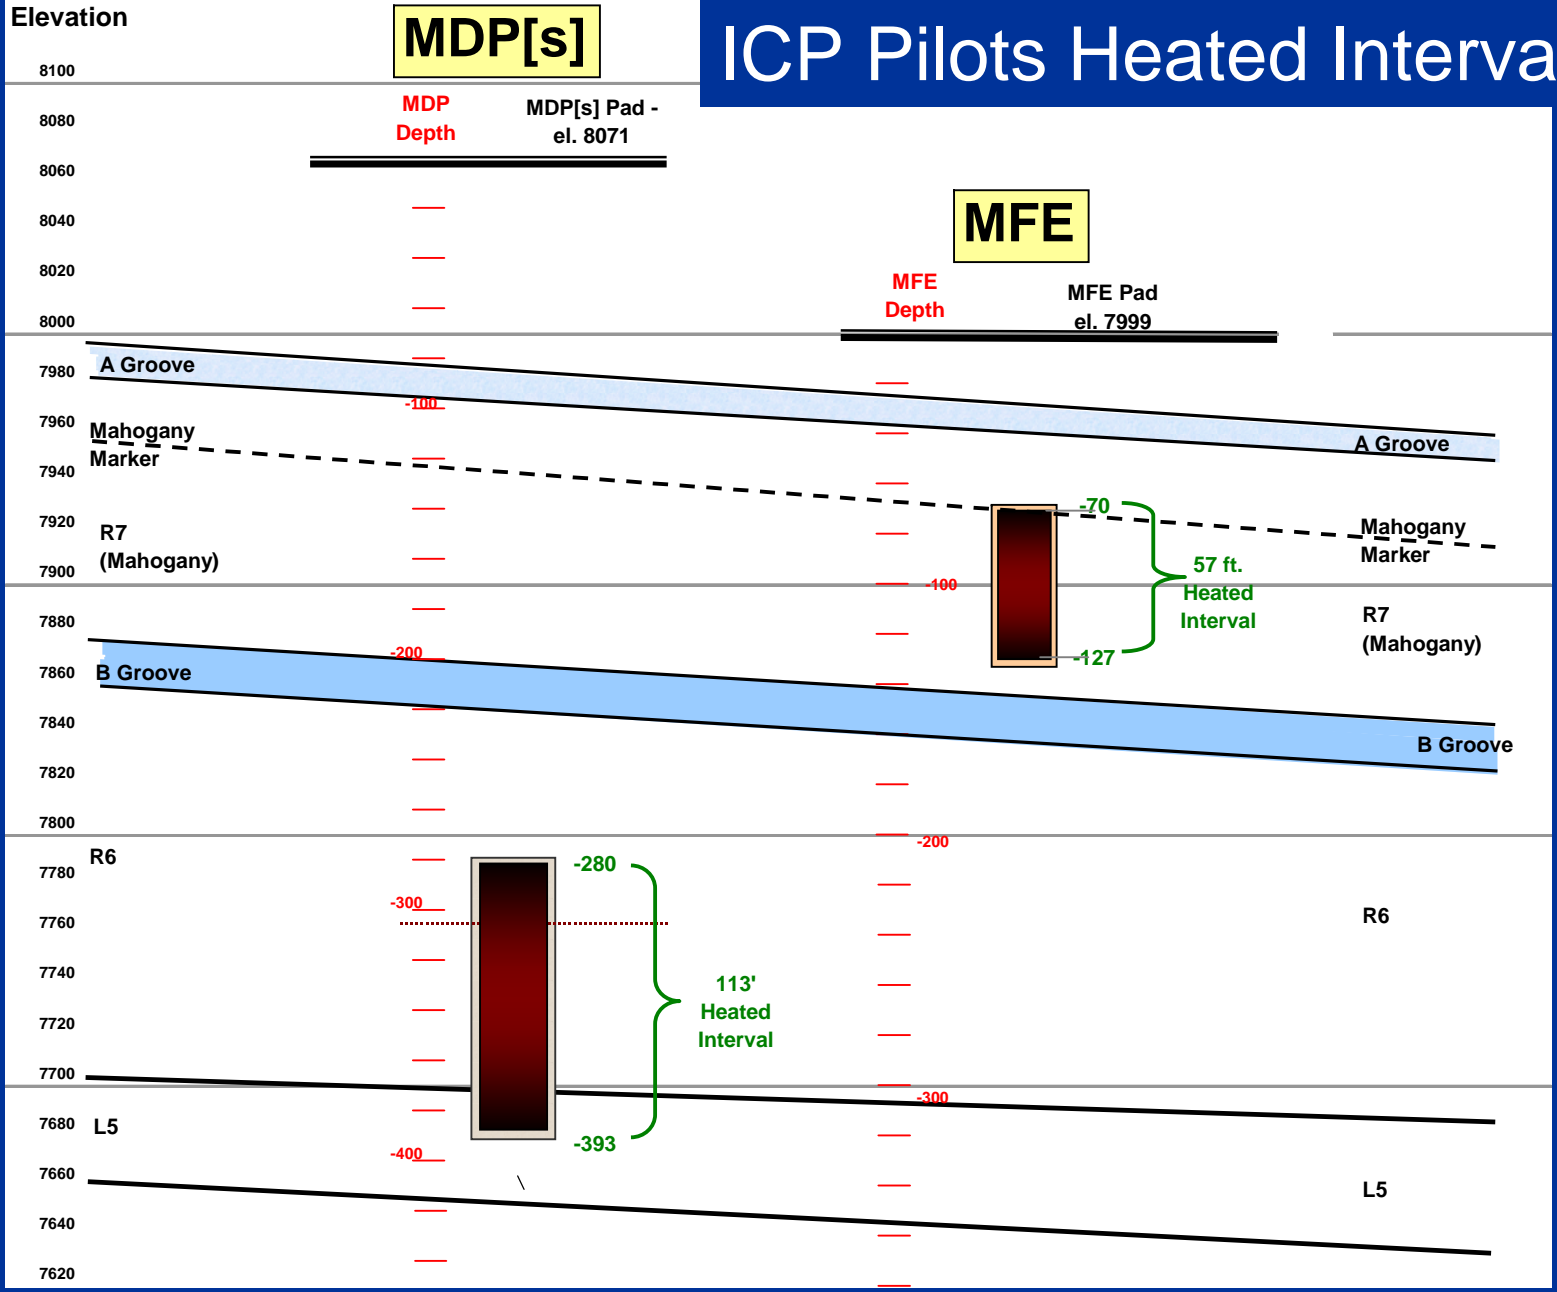 Elevation
MDP[s]
ICP Pilots Heated Interva
8100
MDP
Depth
MDP[s] Pad -
el. 8071
8080
8060
8040
MFE
8020
MFE
Depth
MFE Pad
el. 7999
8000
7980
A Groove
-100
7960
Mahogany
Marker
A Groove
7940
7920
R7
(Mahogany)
-70
Mahogany
Marker
7900
-100
57 ft.
Heated
Interval
7880
R7
(Mahogany)
-200
-127
7860
B Groove
7840
B Groove
7820
7800
-200
R6
7780
-280
-300
7760
R6
7740
113'
Heated
Interval
7720
7700
-300
7680
L5
-393
-400
7660
L5
7640
7620